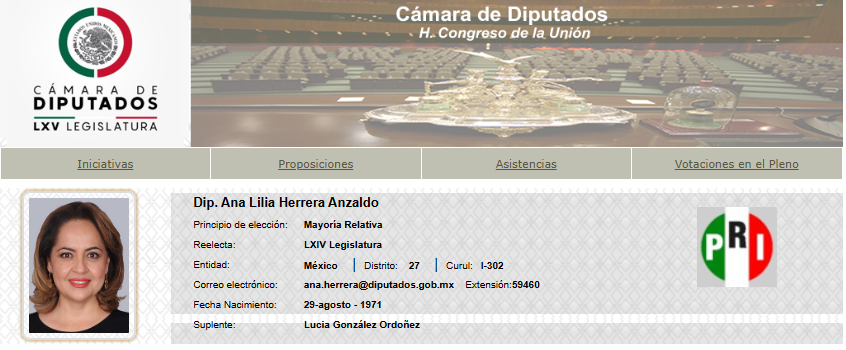 Cámara de Diputados
H. Congreso de la Unión
CÁMARA DE
DIPUTADOS
LXV LEGISLATURA
Iniciativas
Proposiciones
Asistencias
Votaciones en el Pleno
Dip. Ana Lilia Herrera Anzaldo
Principio de elección: Mayoría Relativa
Reelecta: LXIV Legislatura
Entidad: México Distrito: 27 Curul: I-302
Correo electrónico: ana.herrera@diputados.gob.mx Extensión:59460
Fecha Nacimiento: 29-agosto - 1971
Suplente: Lucia González Ordoñez
PRI